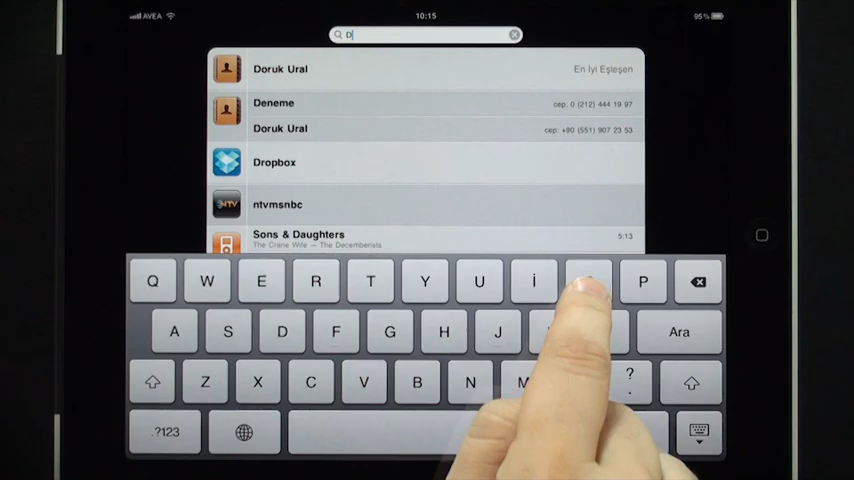 AVEA 10:15 95%
D
Doruk Ural En İyi Eşleşen
Deneme cep: 0 (212) 444 19 97
Doruk Ural cep: +90 (551) 907 23 53
Dropbox
NTV ntvmsnbc
Sons & Daughters 5:13
The Crane Wife — The Decemberists
Q W E R T Y U İ P
A S D F G H J Ara
Z X C V B N M ? .
.?123